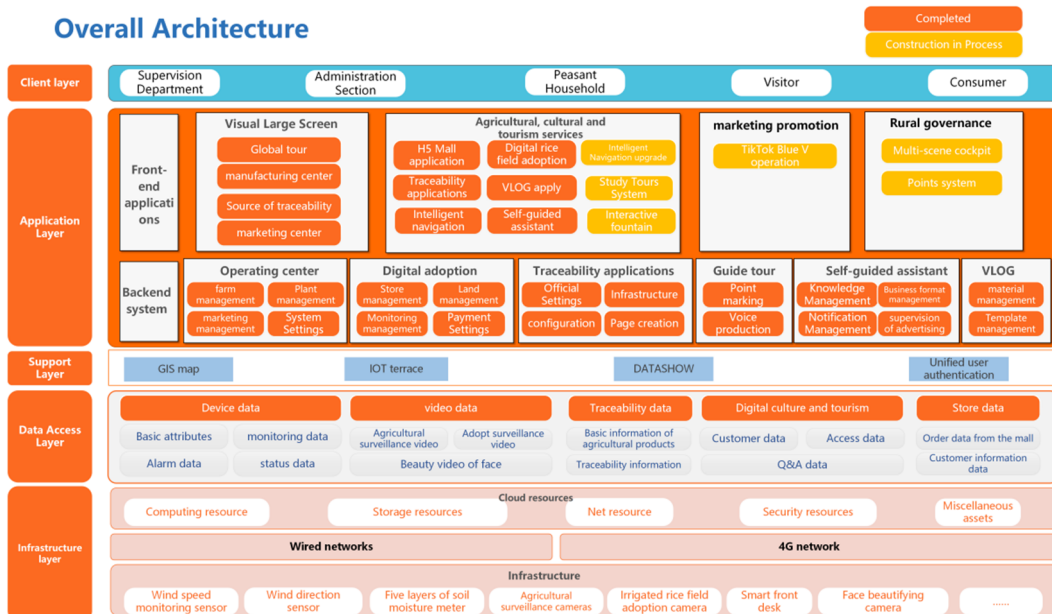 Overall Architecture
Completed
Construction in Process
Client layer
Supervision
Department
Administration
Section
Peasant
Household
Visitor
Consumer
Application
Layer
Front-
end
applicati
ons
Visual Large Screen
Global tour
manufacturing center
Source of traceability
marketing center
Agricultural, cultural and
tourism services
H5 Mall
application
Digital rice
field adoption
Intelligent
Navigation upgrade
Traceability
applications
VLOG apply
Study Tours
System
Intelligent
navigation
Self-guided
assistant
Interactive
fountain
marketing promotion
TikTok Blue V
operation
Rural governance
Multi-scene cockpit
Points system
Backend
system
Operating center
farm
management
Plant
management
marketing
management
System
Settings
Digital adoption
Store
management
Land
management
Monitoring
management
Payment
Settings
Traceability applications
Official
Settings
Infrastructure
configuration
Page creation
Guide tour
Point
marking
Voice
production
Self-guided assistant
Knowledge
Management
Business format
management
Notification
Management
supervision
of advertising
VLOG
material
management
Template
management
Support
Layer
GIS map
IOT terrace
DATASHOW
Unified user
authentication
Data Access
Layer
Device data
Basic attributes
monitoring data
Alarm data
status data
video data
Agricultural
surveillance video
Adopt surveillance
video
Beauty video of face
Traceability data
Basic information of
agricultural products
Traceability information
Digital culture and tourism
Customer data
Access data
Q&A data
Store data
Order data from the mall
Customer information
data
Infrastructure
layer
Cloud resources
Computing resource
Storage resources
Net resource
Security resources
Miscellaneous
assets
Wired networks
4G network
Infrastructure
Wind speed
monitoring sensor
Wind direction
sensor
Five layers of soil
moisture meter
Agricultural
surveillance cameras
Irrigated rice field
adoption camera
Smart front
desk
Face beautifying
camera
......